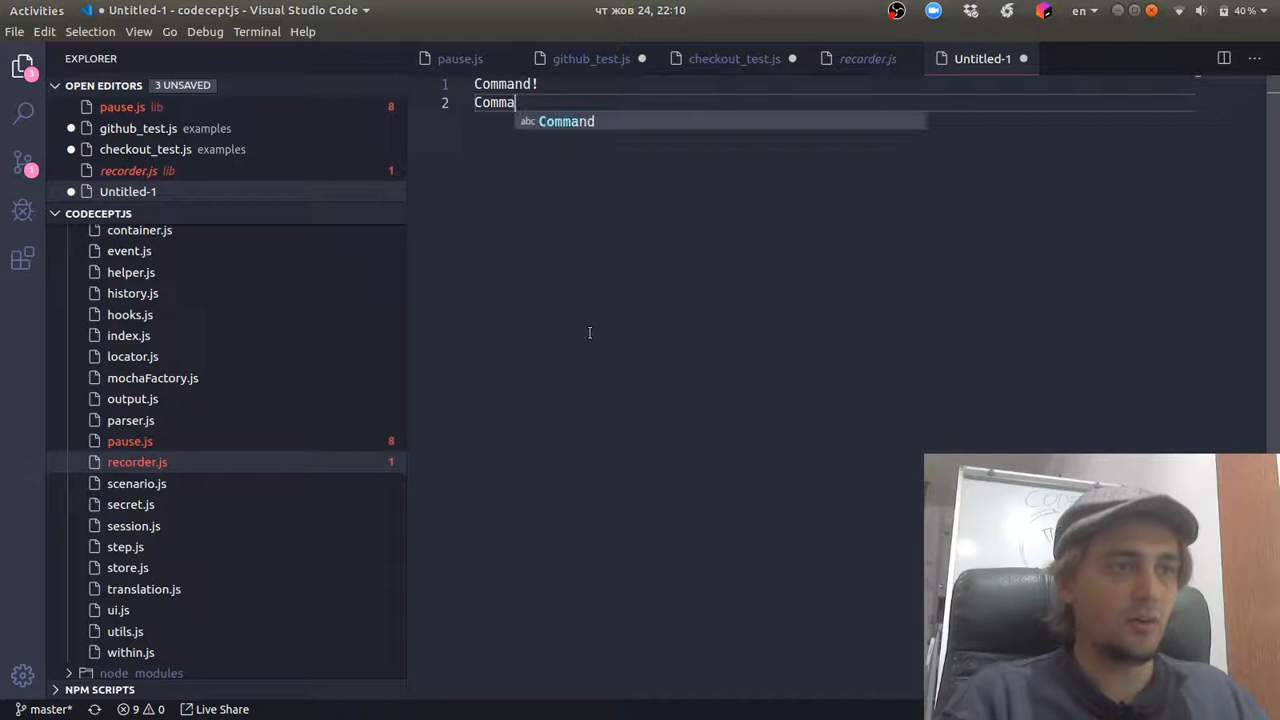 Activities
Untitled-1 - codeceptjs - Visual Studio Code
чт жов 24, 22:10
en
40 %
File Edit Selection View Go Debug Terminal Help
EXPLORER
pause.js
github_test.js
checkout_test.js
recorder.js
Untitled-1
OPEN EDITORS 3 UNSAVED
pause.js lib 8
github_test.js examples
checkout_test.js examples
recorder.js lib 1
Untitled-1
CODECEPTJS
container.js
event.js
helper.js
history.js
hooks.js
index.js
locator.js
mochaFactory.js
output.js
parser.js
pause.js 8
recorder.js 1
scenario.js
secret.js
session.js
step.js
store.js
translation.js
ui.js
utils.js
within.js
node_modules
NPM SCRIPTS
3
1
1 Command!
2 Comma
abc Command
master* 9 0 Live Share